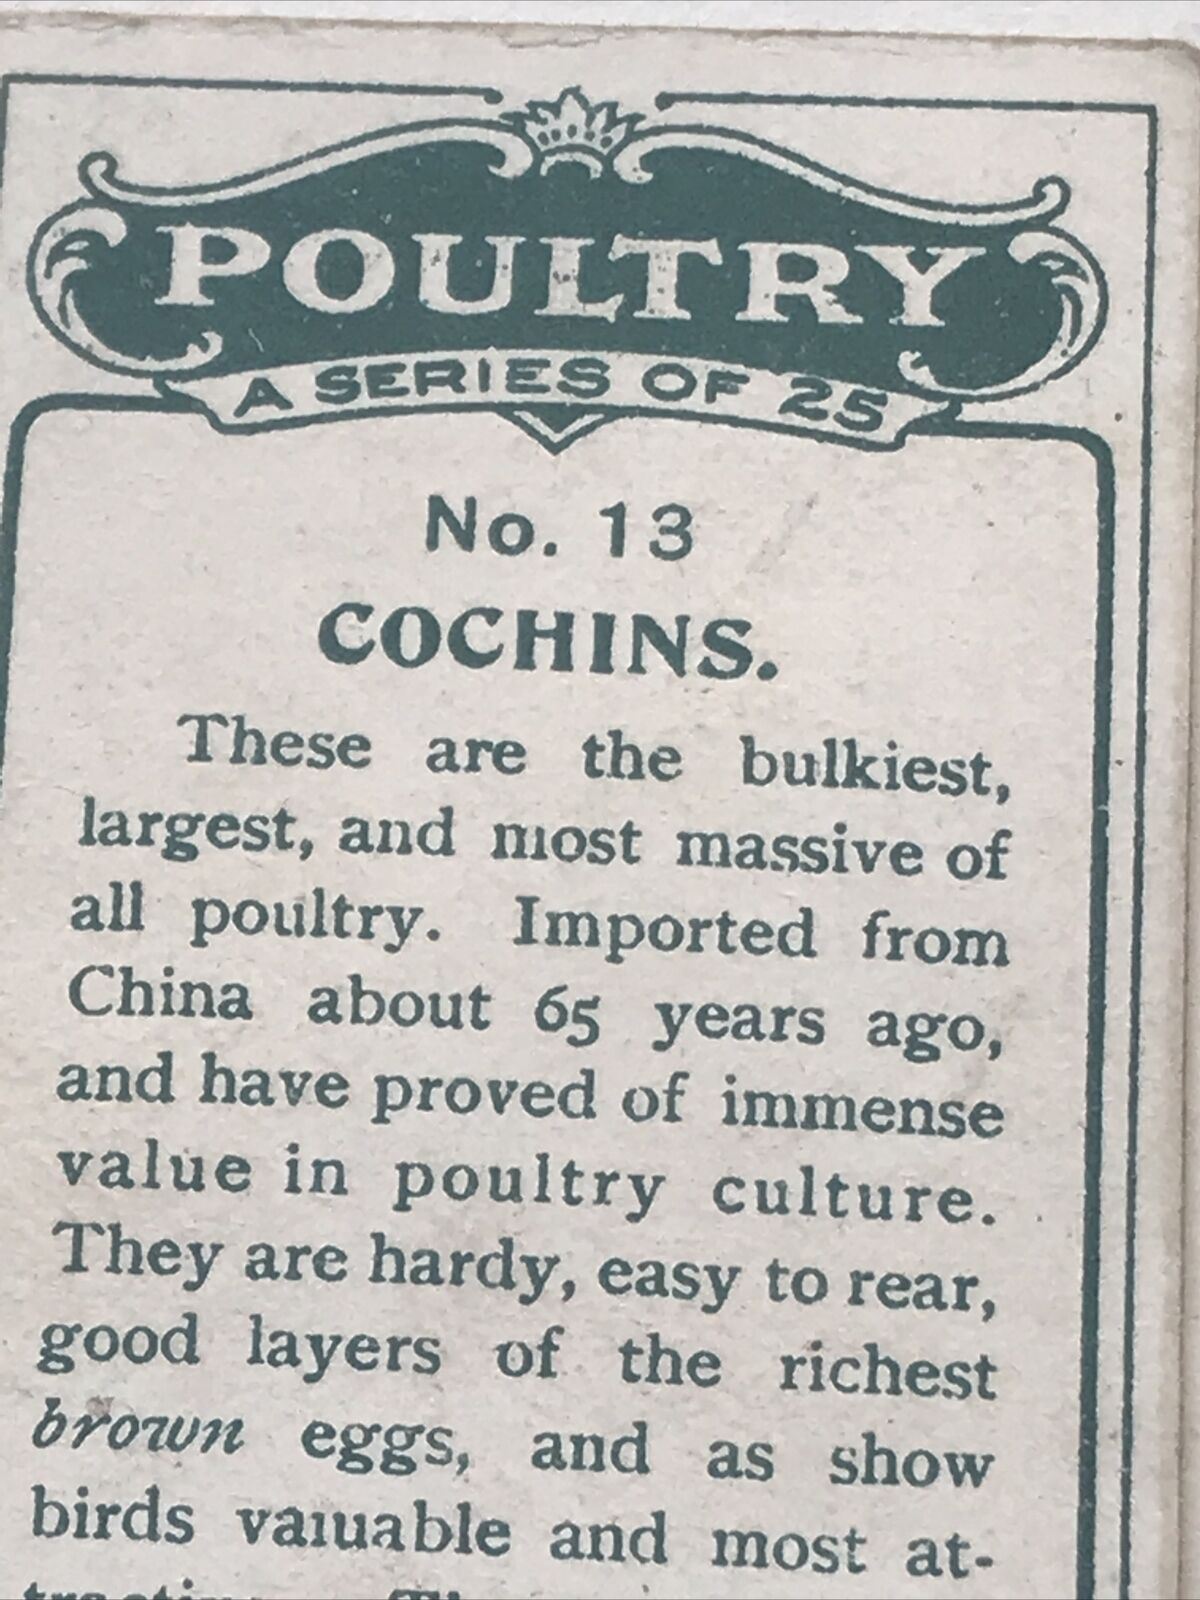 POULTRY
A SERIES OF 25
No. 13
COCHINS.
These are the bulkiest,
largest, and most massive of
all poultry. Imported from
China about 65 years ago,
and have proved of immense
value in poultry culture.
They are hardy, easy to rear,
good layers of the richest
brown eggs, and as show
birds valuable and most at-